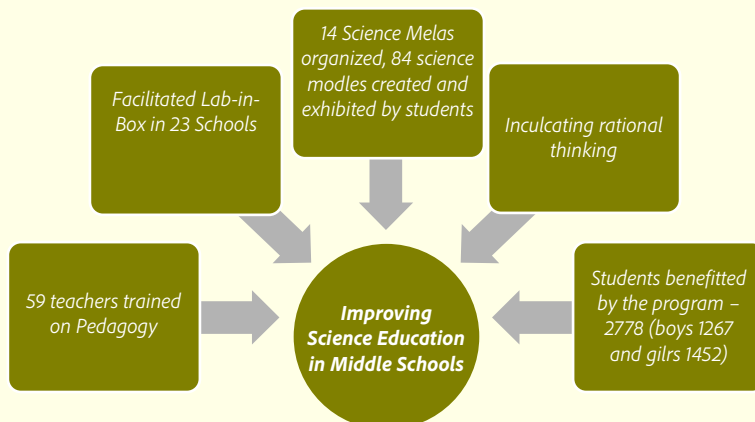 59 teachers trained
on Pedagogy
Facilitated Lab-in-
Box in 23 Schools
14 Science Melas
organized, 84 science
modles created and
exhibited by students
Inculcating rational
thinking
Students benefitted
by the program –
2778 (boys 1267
and gilrs 1452)
Improving
Science Education
in Middle Schools